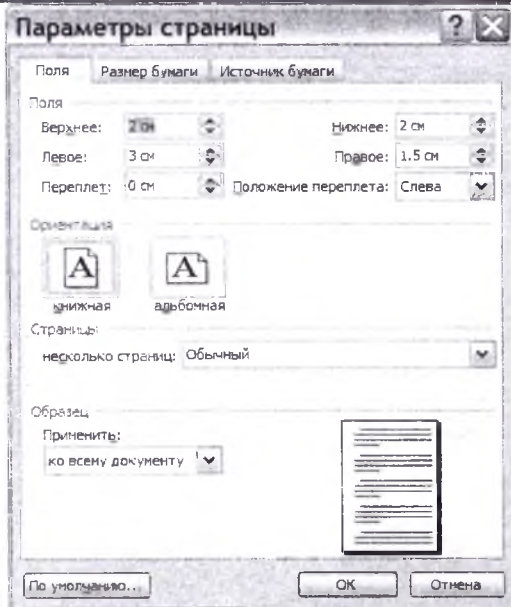 Параметры страницы
Поля Размер бумаги Источник бумаги
Поля
Верхнее: 2 см Нижнее: 2 см
Левое: 3 см Правое: 1.5 см
Переплет: 0 см Положение переплета: Слева
Ориентация
книжная альбомная
Страницы
несколько страниц: Обычный
Образец
Применить:
ко всему документу
По умолчанию... ОК Отмена